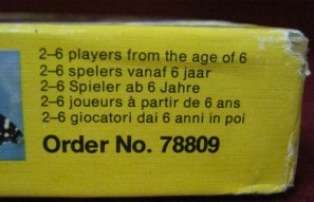 2–6 players from the age of 6
2–6 spelers vanaf 6 jaar
2–6 Spieler ab 6 Jahre
2–6 joueurs à partir de 6 ans
2–6 giocatori dai 6 anni in poi
Order No. 78809